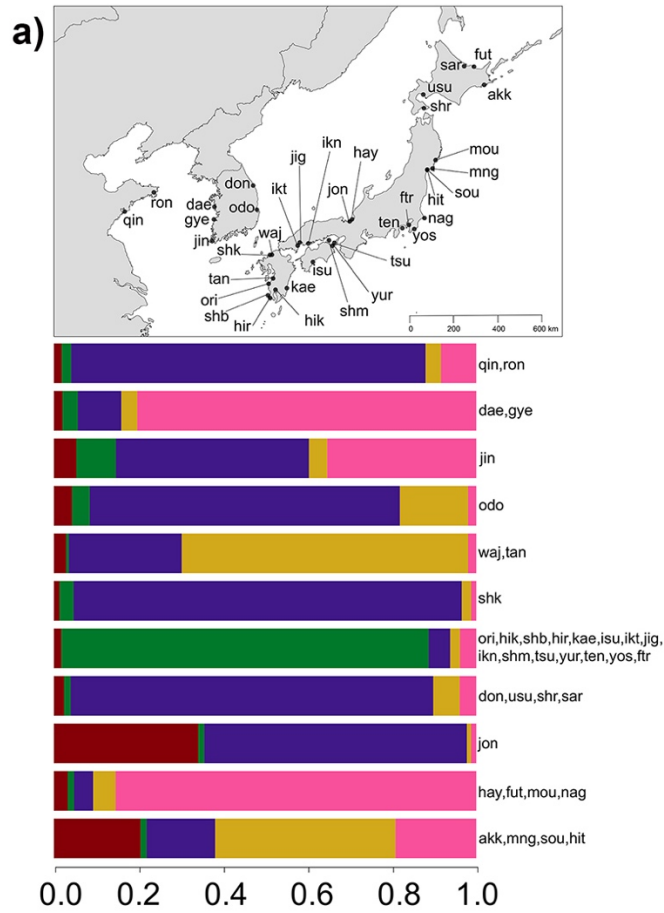 a)
sar
fut
usu
akk
shr
ikn
hay
jig
mou
mng
don
ikt
jon
ron
dae
odo
ftr
sou
hit
qin
gye
waj
ten
nag
jin
yos
shk
tsu
tan
isu
ori
kae
yur
shb
shm
hir
hik
0 200 400 600 km
qin,ron
dae,gye
jin
odo
waj,tan
shk
ori,hik,shb,hir,kae,isu,ikt,jig,
ikn,shm,tsu,yur,ten,yos,ftr
don,usu,shr,sar
jon
hay,fut,mou,nag
akk,mng,sou,hit
0.0 0.2 0.4 0.6 0.8 1.0